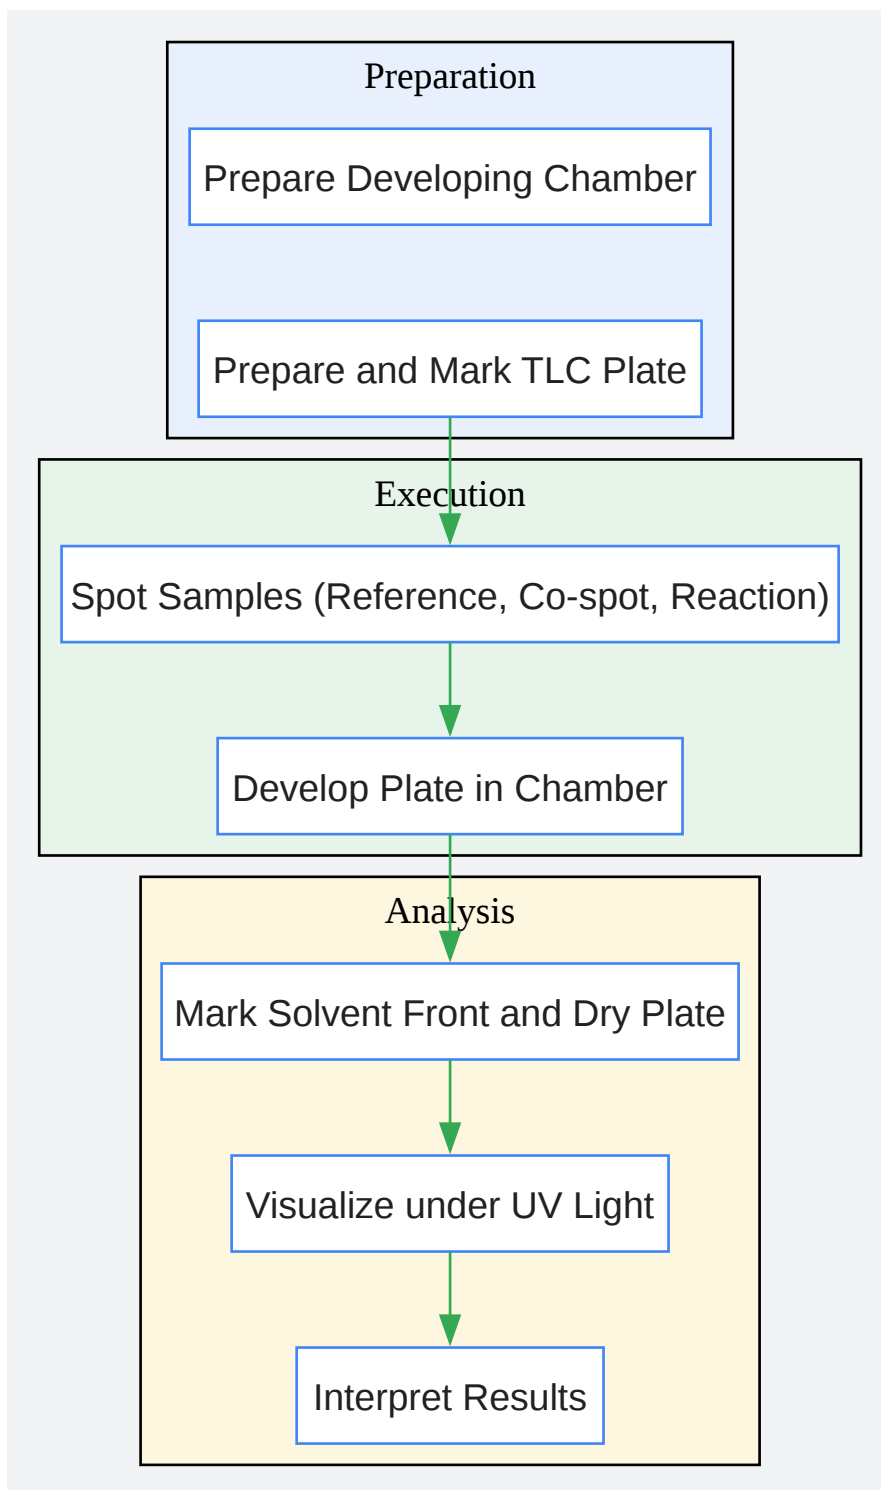 Preparation
Prepare Developing Chamber
Prepare and Mark TLC Plate
Execution
Spot Samples (Reference, Co-spot, Reaction)
Develop Plate in Chamber
Analysis
Mark Solvent Front and Dry Plate
Visualize under UV Light
Interpret Results